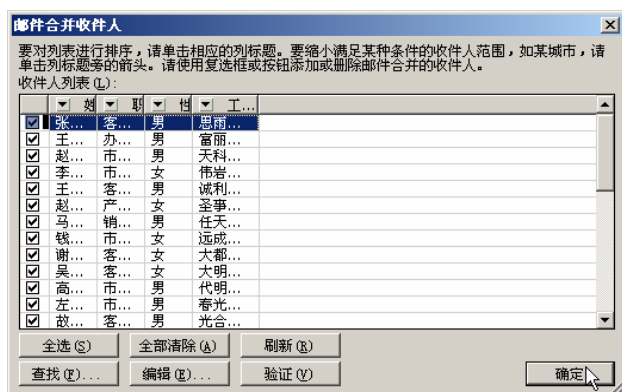 邮件合并收件人
要对列表进行排序，请单击相应的列标题。要缩小满足某种条件的收件人范围，如某城市，请
单击列标题旁的箭头。请使用复选框或按钮添加或删除邮件合并的收件人。
收件人列表(L)：
姓 职 性 工...
张... 客... 男 思雨...
王... 办... 男 富丽...
赵... 市... 男 天科...
李... 市... 女 伟岩...
王... 客... 男 诚利...
赵... 产... 女 圣事...
马... 销... 男 任天...
钱... 市... 女 远成...
谢... 客... 女 大都...
吴... 客... 女 大明...
高... 市... 男 代明...
左... 市... 男 春光...
故... 客... 男 光合...
全选(S) 全部清除(A) 刷新(R)
查找(F)... 编辑(E)... 验证(V) 确定